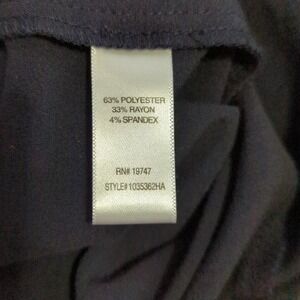 63% POLYESTER
33% RAYON
4% SPANDEX
RN# 19747
STYLE# 1035362HA